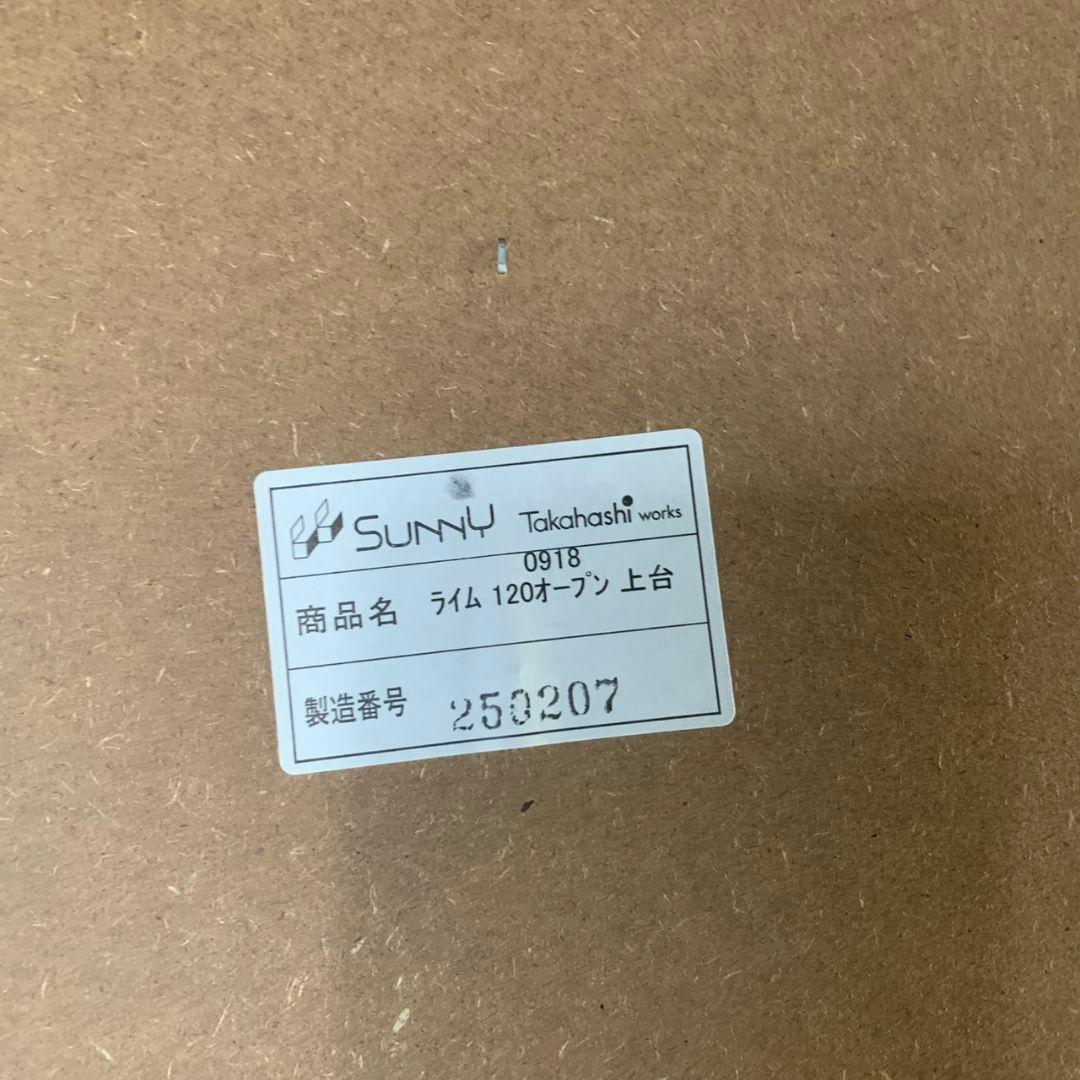 SUNNY Takahashi works
0918
商品名 ライム 120オープン 上台
製造番号 250207